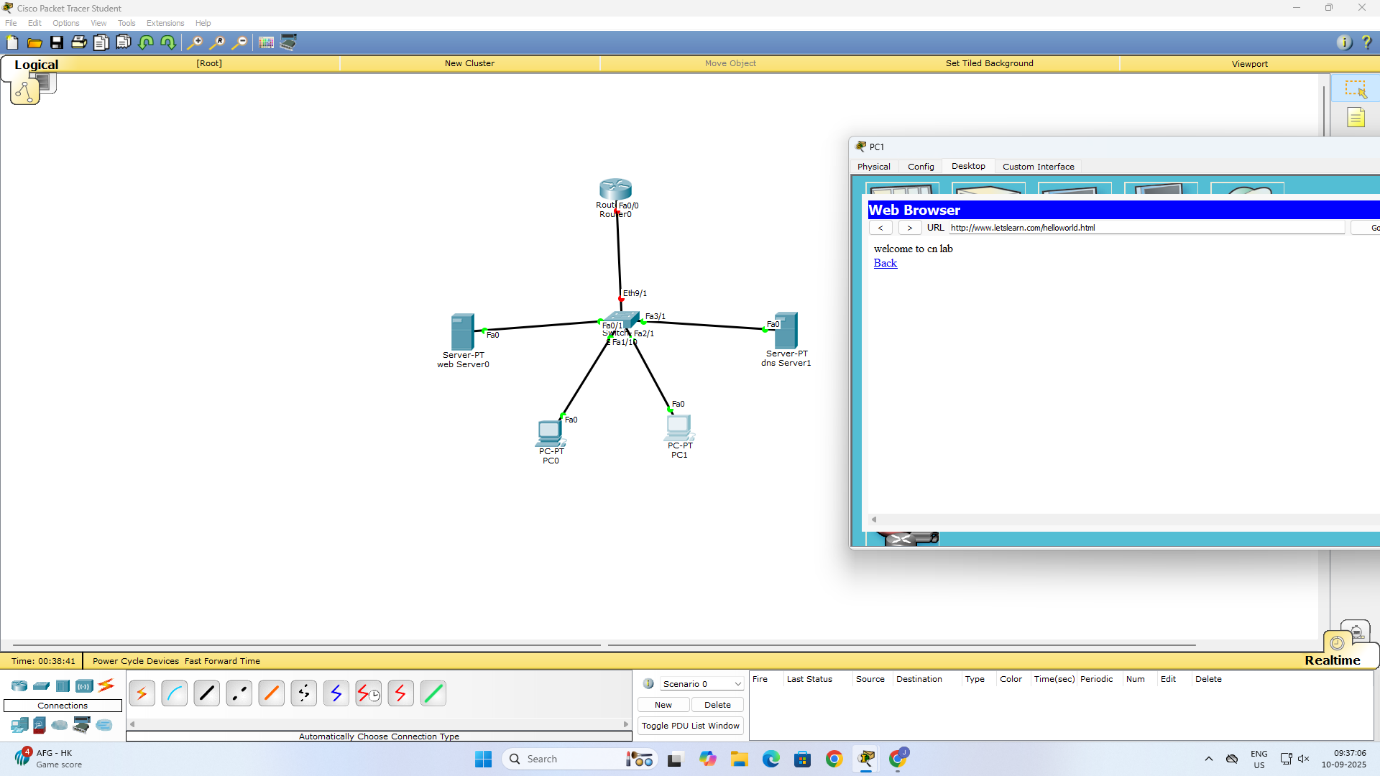 Cisco Packet Tracer Student
File Edit Options View Tools Extensions Help
Logical [Root] New Cluster Move Object Set Tiled Background Viewport
PC1
Physical Config Desktop Custom Interface
Web Browser
< > URL http://www.letslearn.com/helloworld.html Go
welcome to cn lab
Back
Fa0/0
Router0
Eth9/1
Fa0/1
Fa3/1
Fa2/1
Fa1/1
Fa0
Server-PT
web Server0
Fa0
Server-PT
dns Server1
Fa0
PC-PT
PC0
Fa0
PC-PT
PC1
Time: 00:38:41 Power Cycle Devices Fast Forward Time
Realtime
Connections
Automatically Choose Connection Type
Scenario 0
New Delete
Toggle PDU List Window
Fire Last Status Source Destination Type Color Time(sec) Periodic Num Edit Delete
4
AFG - HK
Game score
Search
J
ENG
US
09:37:06
10-09-2025